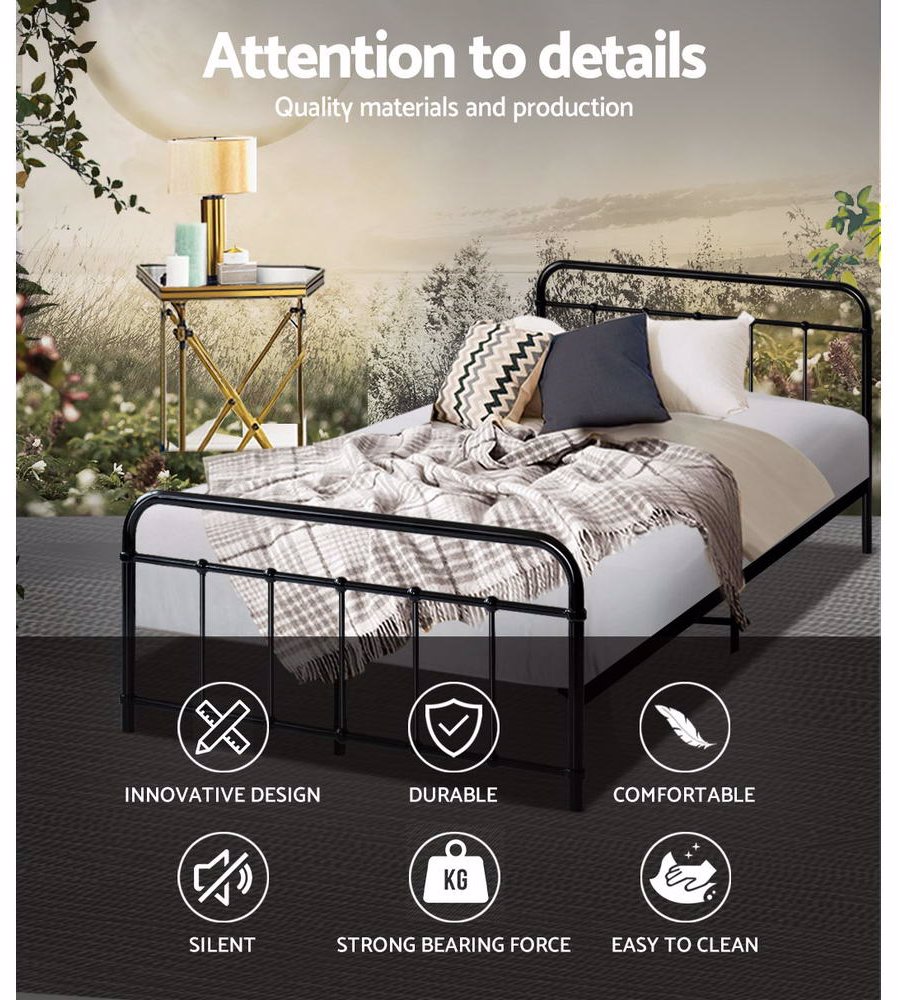 Attention to details
Quality materials and production
INNOVATIVE DESIGN
DURABLE
COMFORTABLE
KG
SILENT
STRONG BEARING FORCE
EASY TO CLEAN